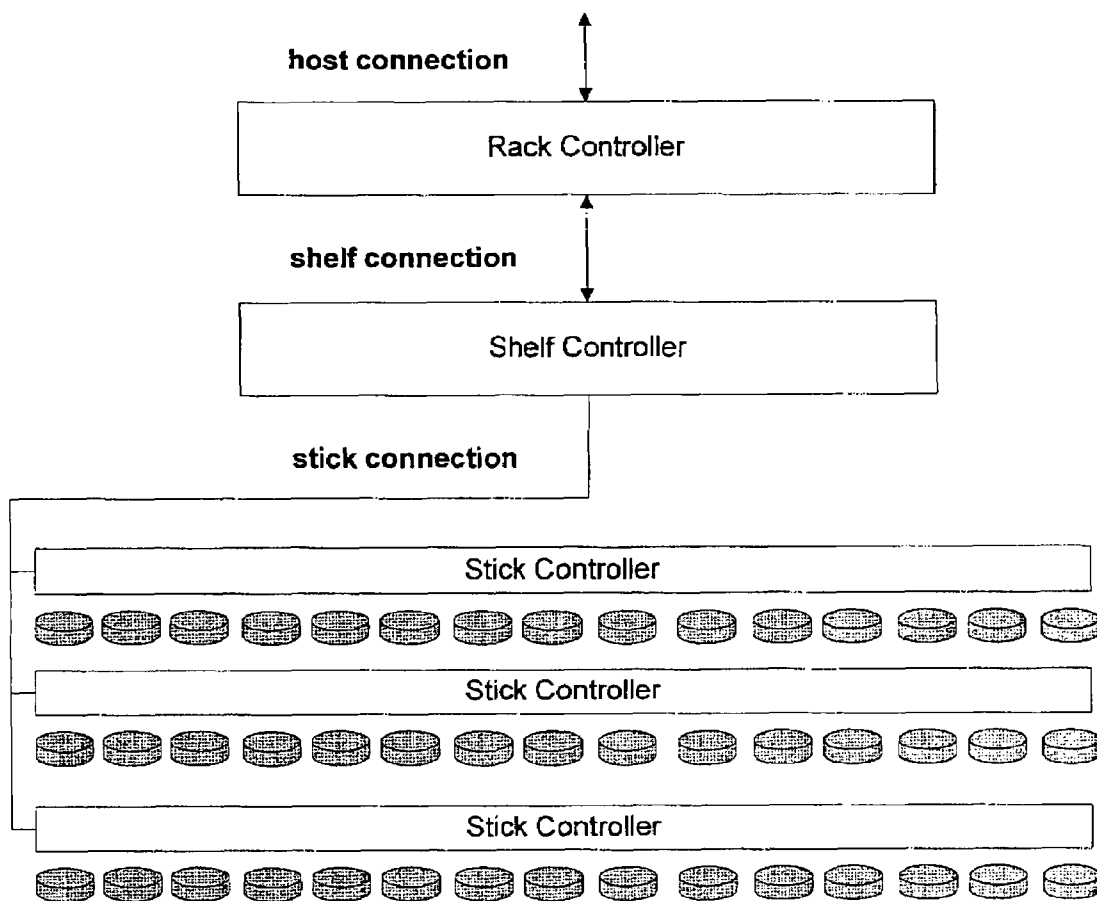 host connection
Rack Controller
shelf connection
Shelf Controller
stick connection
Stick Controller
Stick Controller
Stick Controller